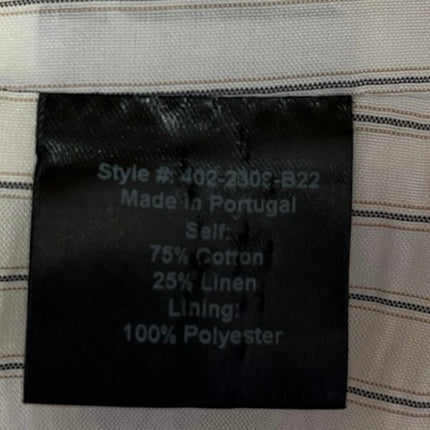 Style #: 402-2309-B22
Made in Portugal
Self:
75% Cotton
25% Linen
Lining:
100% Polyester